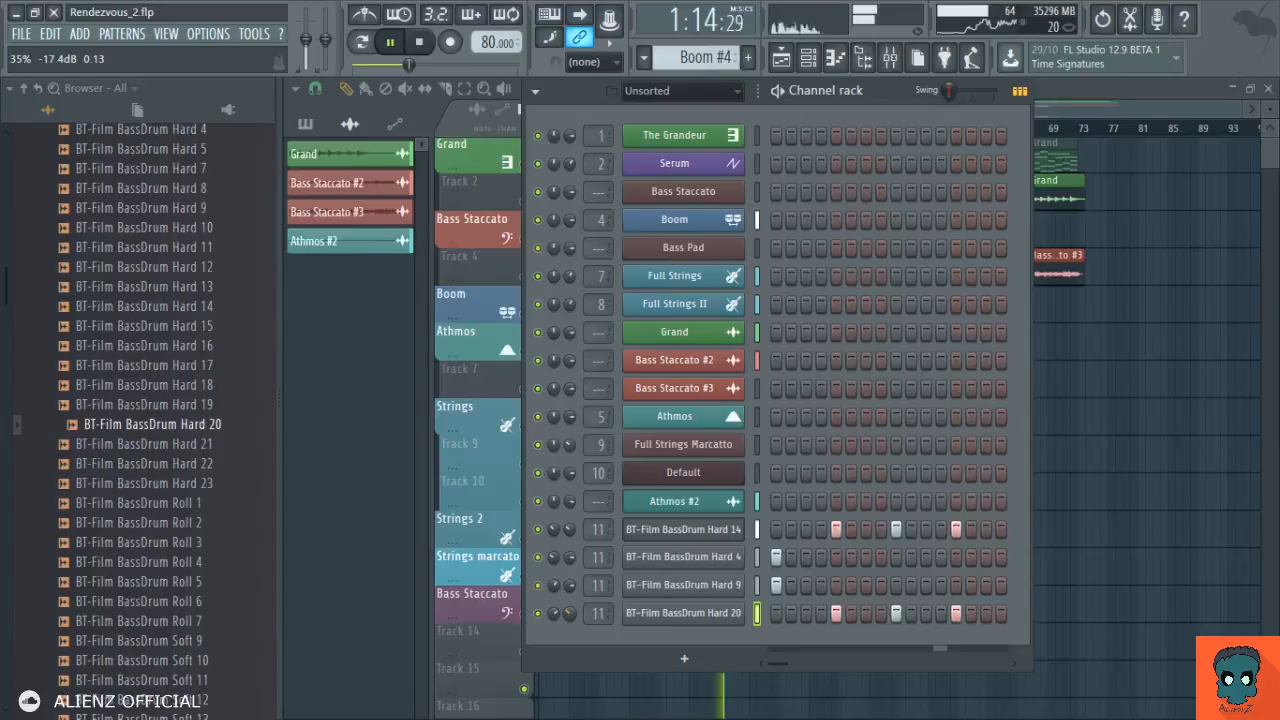 Rendezvous_2.flp
FILE EDIT ADD PATTERNS VIEW OPTIONS TOOLS ?
35% -17.4dB 0.13
3.2..
80.000
(none)
1:14:29
M:S:CS
Boom #4
64
35296 MB
20
29/10 FL Studio 12.9 BETA 1
Time Signatures
Browser - All
BT-Film BassDrum Hard 4
BT-Film BassDrum Hard 5
BT-Film BassDrum Hard 7
BT-Film BassDrum Hard 8
BT-Film BassDrum Hard 9
BT-Film BassDrum Hard 10
BT-Film BassDrum Hard 11
BT-Film BassDrum Hard 12
BT-Film BassDrum Hard 13
BT-Film BassDrum Hard 14
BT-Film BassDrum Hard 15
BT-Film BassDrum Hard 16
BT-Film BassDrum Hard 17
BT-Film BassDrum Hard 18
BT-Film BassDrum Hard 19
BT-Film BassDrum Hard 20
BT-Film BassDrum Hard 21
BT-Film BassDrum Hard 22
BT-Film BassDrum Hard 23
BT-Film BassDrum Roll 1
BT-Film BassDrum Roll 2
BT-Film BassDrum Roll 3
BT-Film BassDrum Roll 4
BT-Film BassDrum Roll 5
BT-Film BassDrum Roll 6
BT-Film BassDrum Roll 7
BT-Film BassDrum Soft 9
BT-Film BassDrum Soft 10
BT-Film BassDrum Soft 11
ALIENZ OFFICIAL
Grand
Bass Staccato #2
Bass Staccato #3
Athmos #2
NOTE CHAN
Grand
Track 2
Bass Staccato
Track 4
Boom
Athmos
Track 7
Strings
Track 9
Track 10
Strings 2
Strings marcato
Bass Staccato
Track 14
Track 15
Track 16
Unsorted
Channel rack
Swing
1 The Grandeur
2 Serum
--- Bass Staccato
4 Boom
--- Bass Pad
7 Full Strings
8 Full Strings II
--- Grand
--- Bass Staccato #2
--- Bass Staccato #3
5 Athmos
9 Full Strings Marcatto
10 Default
--- Athmos #2
11 BT-Film BassDrum Hard 14
11 BT-Film BassDrum Hard 4
11 BT-Film BassDrum Hard 9
11 BT-Film BassDrum Hard 20
+
69 73 77 81 85 89 93
rand
rand
ass..to #3
ALIENZ